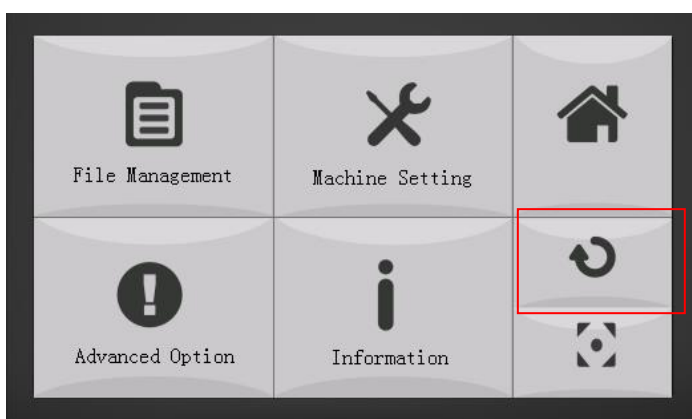 File Management
Machine Setting
Advanced Option
Information